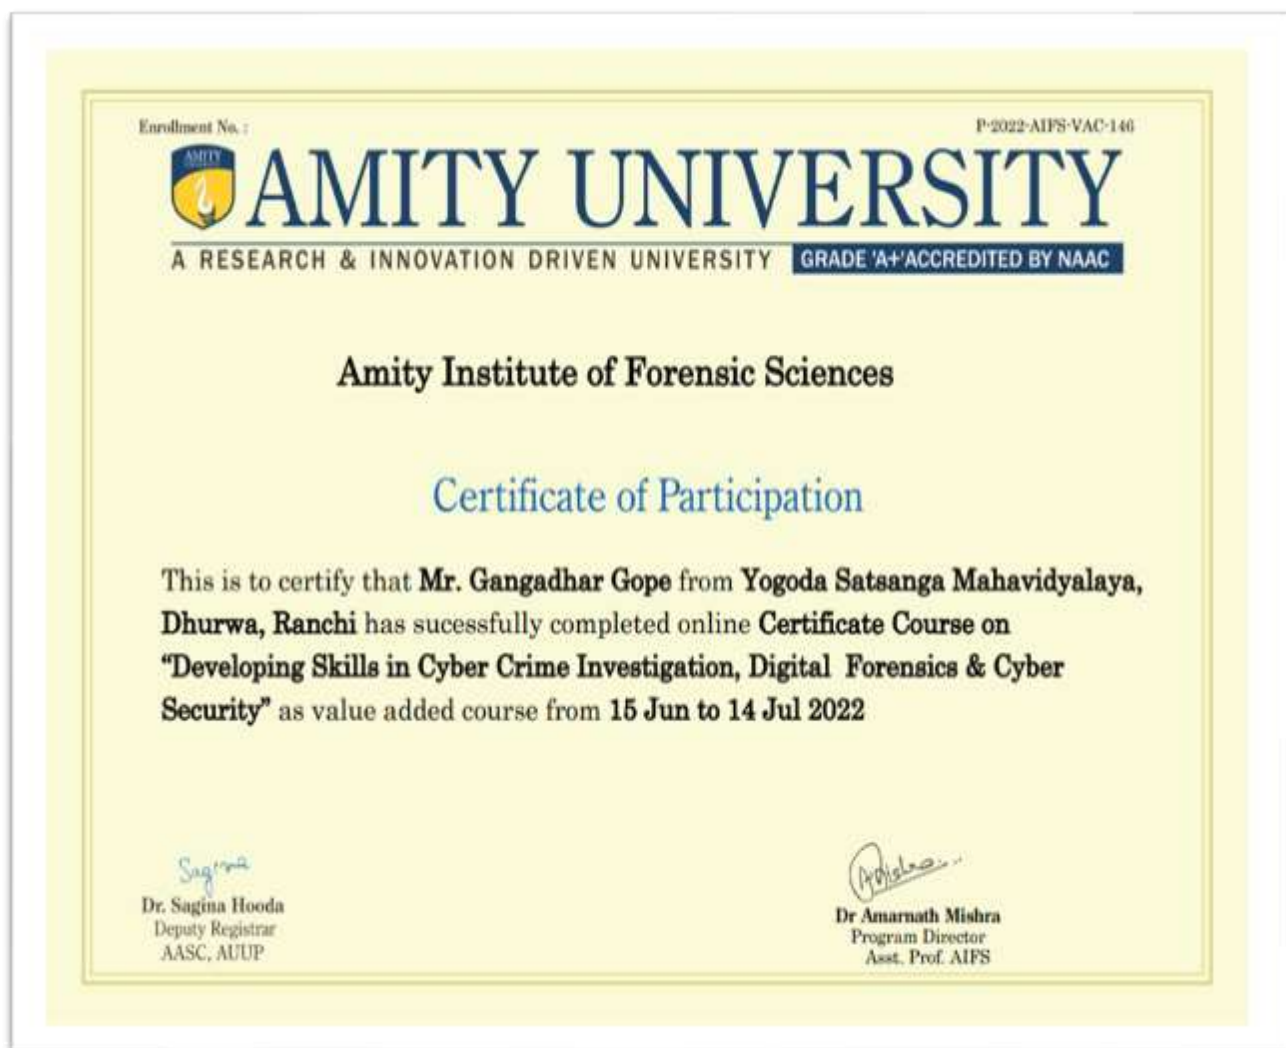 Enrollment No. :
P-2022-AIFS-VAC-146
AMITY
AMITY UNIVERSITY
A RESEARCH & INNOVATION DRIVEN UNIVERSITY GRADE 'A+'ACCREDITED BY NAAC
Amity Institute of Forensic Sciences
Certificate of Participation
This is to certify that Mr. Gangadhar Gope from Yogoda Satsanga Mahavidyalaya,
Dhurwa, Ranchi has sucessfully completed online Certificate Course on
“Developing Skills in Cyber Crime Investigation, Digital Forensics & Cyber
Security” as value added course from 15 Jun to 14 Jul 2022
Sagina
Dr. Sagina Hooda
Deputy Registrar
AASC, AUUP
AMishra
Dr Amarnath Mishra
Program Director
Asst. Prof. AIFS